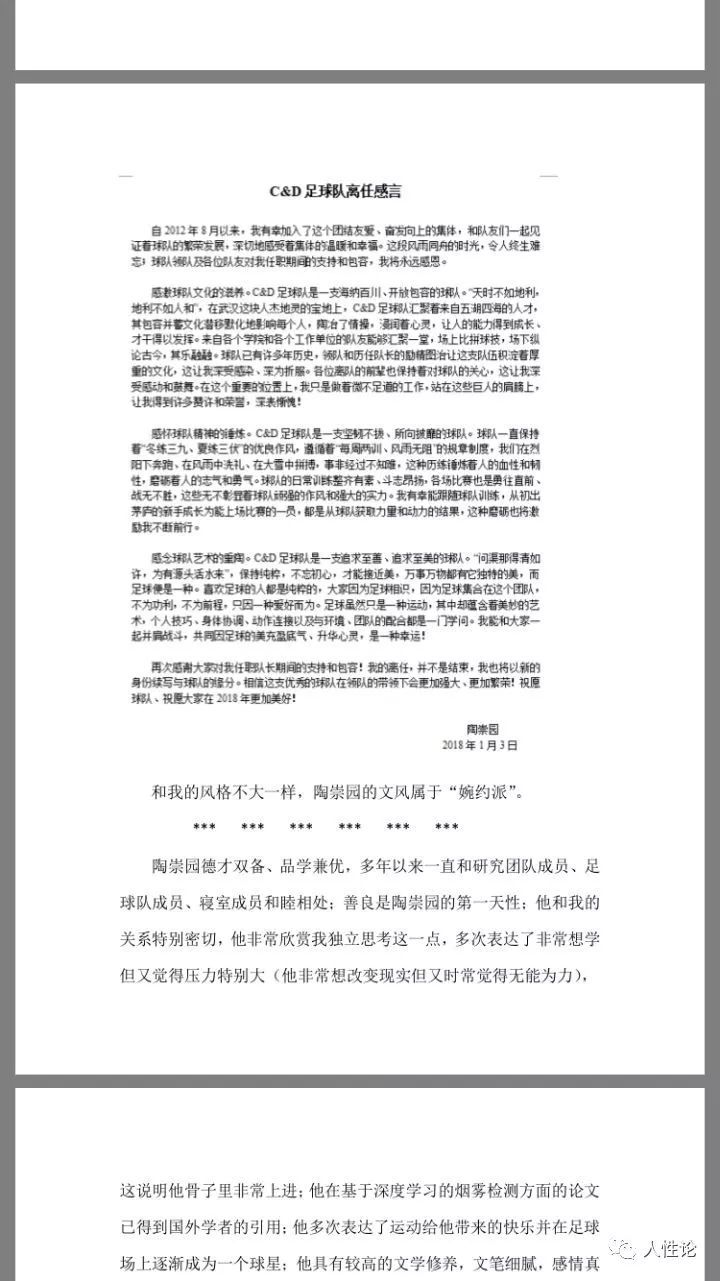 C&D 足球队离任感言
自 2012 年 8 月以来，我有幸加入了这个团结友爱、奋发向上的集体，和队友们一起见
证着球队的繁荣发展，深切地感受着集体的温暖和幸福。这段风雨同舟的时光，令人终生难
忘；球队领队及各位队友对我任职期间的支持和包容，我将永远感恩。
感激球队文化的滋养。C&D 足球队是一支海纳百川、开放包容的球队。“天时不如地利，
地利不如人和”，在武汉这块人杰地灵的宝地上，C&D 足球队汇聚着来自五湖四海的人才，
其包容并蓄文化潜移默化地影响每个人，陶冶了情操，浸润着心灵，让人的能力得到成长、
才干得以发挥。来自各个学院和各个工作单位的队友能够汇聚一堂，场上比拼球技，场下纵
论古今，其乐融融。球队已有许多年历史，领队和历任队长的励精图治让这支队伍积淀着厚
重的文化，这让我深受感染、深为折服。各位离队的前辈也保持着对球队的关心，这让我深
受感动和鼓舞。在这个重要的位置上，我只是做着微不足道的工作，站在这些巨人的肩膀上，
让我得到许多赞许和荣誉，深表惭愧！
感怀球队精神的锤炼。C&D 足球队是一支坚韧不拔、所向披靡的球队。球队一直保持
着“冬练三九、夏练三伏”的优良作风，遵循着“每周两训、风雨无阻”的规章制度，我们在烈
阳下奔跑、在风雨中洗礼、在大雪中拼搏，事非经过不知难，这种历练锤炼着人的血性和韧
性，磨砺着人的志气和勇气。球队的日常训练整齐有素、斗志昂扬，各场比赛也是勇往直前、
战无不胜，这些无不彰显着球队顽强的作风和强大的实力。我有幸能跟随球队训练，从初出
茅庐的新手成长为能上场比赛的一员，都是从球队获取力量和动力的结果，这种磨砺也将激
励我不断前行。
感念球队艺术的熏陶。C&D 足球队是一支追求至善、追求至美的球队。“问渠那得清如
许，为有源头活水来”，保持纯粹，不忘初心，才能接近美，万事万物都有它独特的美，而
足球便是一种。喜欢足球的人都是纯粹的，大家因为足球相识，因为足球集合在这个团队，
不为功利，不为前程，只因一种爱好而为。足球虽然只是一种运动，其中却蕴含着美妙的艺
术，个人技巧、身体协调、动作连接以及与环境、团队的配合都是一门学问。我能和大家一
起并肩战斗，共同因足球的美充盈底气、升华心灵，是一种幸运！
再次感谢大家对我任职队长期间的支持和包容！我的离任，并不是结束，我也将以新的
身份续写与球队的缘分。相信这支优秀的球队在领队的带领下会更加强大、更加繁荣！祝愿
球队、祝愿大家在 2018 年更加美好！
陶崇园
2018 年 1 月 3 日
和我的风格不大一样，陶崇园的文风属于“婉约派”。
*** *** *** *** *** ***
陶崇园德才双备、品学兼优，多年以来一直和研究团队成员、足
球队成员、寝室成员和睦相处；善良是陶崇园的第一天性；他和我的
关系特别密切，他非常欣赏我独立思考这一点，多次表达了非常想学
但又觉得压力特别大（他非常想改变现实但又时常觉得无能为力），
这说明他骨子里非常上进；他在基于深度学习的烟雾检测方面的论文
已得到国外学者的引用；他多次表达了运动给他带来的快乐并在足球
场上逐渐成为一个球星；他具有较高的文学修养，文笔细腻，感情真
人性论